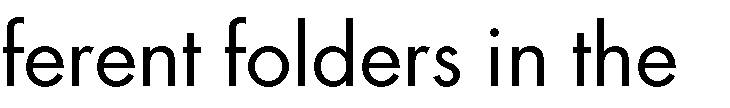 ferent folders in the